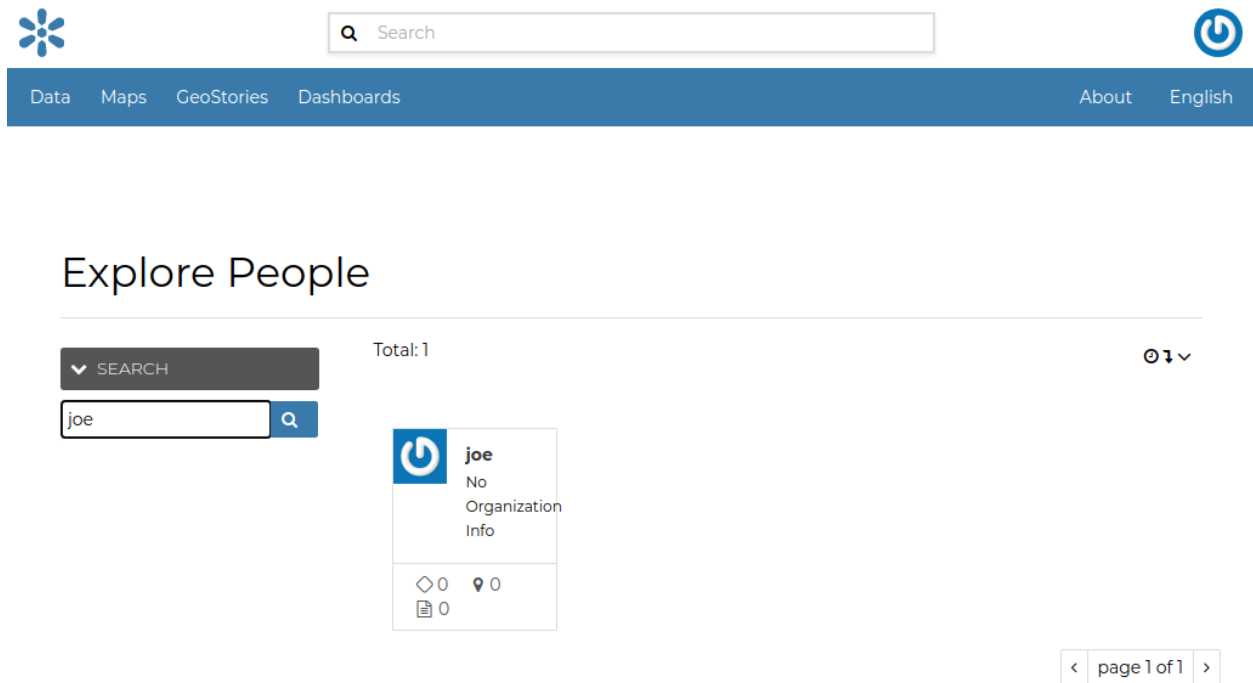 Search
Data Maps GeoStories Dashboards About English
Explore People
SEARCH
joe
Total: 1
joe
No
Organization
Info
0 0
0
page 1 of 1